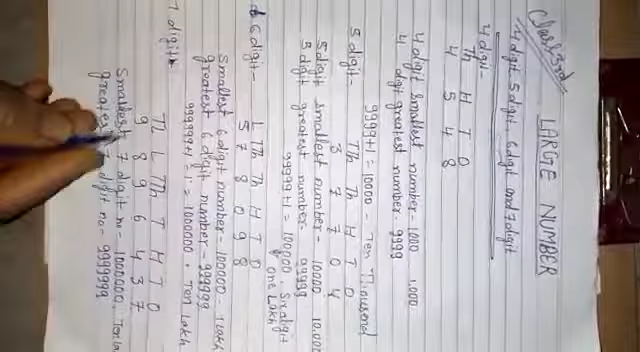 Class 3rd
LARGE NUMBER
4 digit 5 digit, 6 digit and 7 digit
4 digit-
Th H T O
4 5 4 8
4 digit smallest number- 1000 1,000
4 digit greatest number- 9999
9999+1 = 10000 - Ten Thousand
5 digit- T Th Th H T O
3 7 7 0 4
5 digit smallest number- 10000 10,000
5 digit greatest number- 99999
99999+1 = 100000. Six digit
one Lakh
6 digit- L T Th Th H T O
5 7 8 0 9 8
Smallest 6 digit number- 100000- 1 Lakh
greatest 6 digit number- 999999
999999+1 = 1000000. Ten Lakh
7 digit-
TL L TTh T H T O
9 8 9 6 4 3 7
Smallest 7 digit no- 1000000.
greatest digit no- 9999999